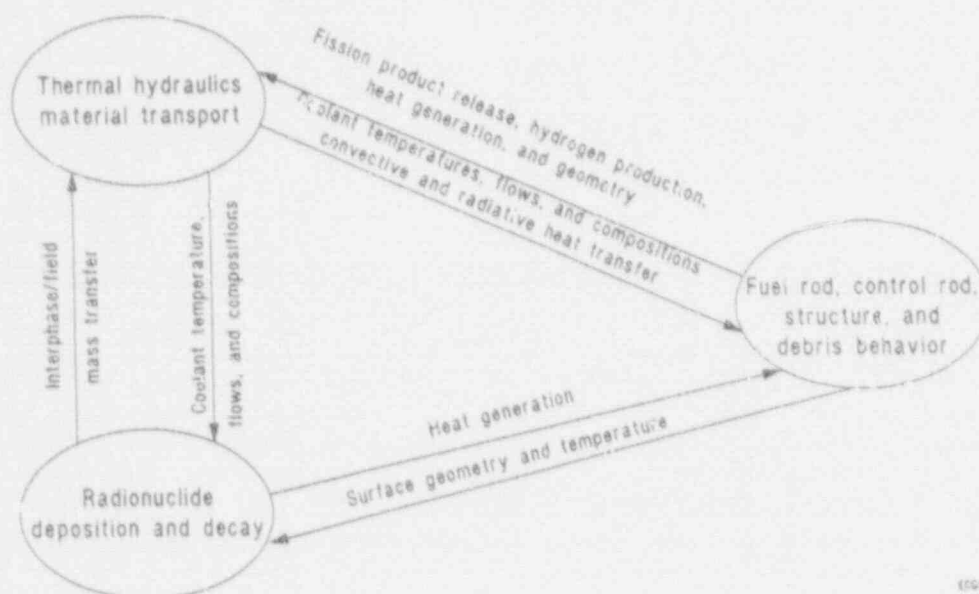 Thermal hydraulics
material transport
Fission product release, hydrogen production,
heat generation, and geometry
Coolant temperatures, flows, and compositions
convective and radiative heat transfer
Interphase/field
mass transfer
Coolant temperature,
flows, and compositions
Fuel rod, control rod,
structure, and
debris behavior
Heat generation
Surface geometry and temperature
Radionuclide
deposition and decay